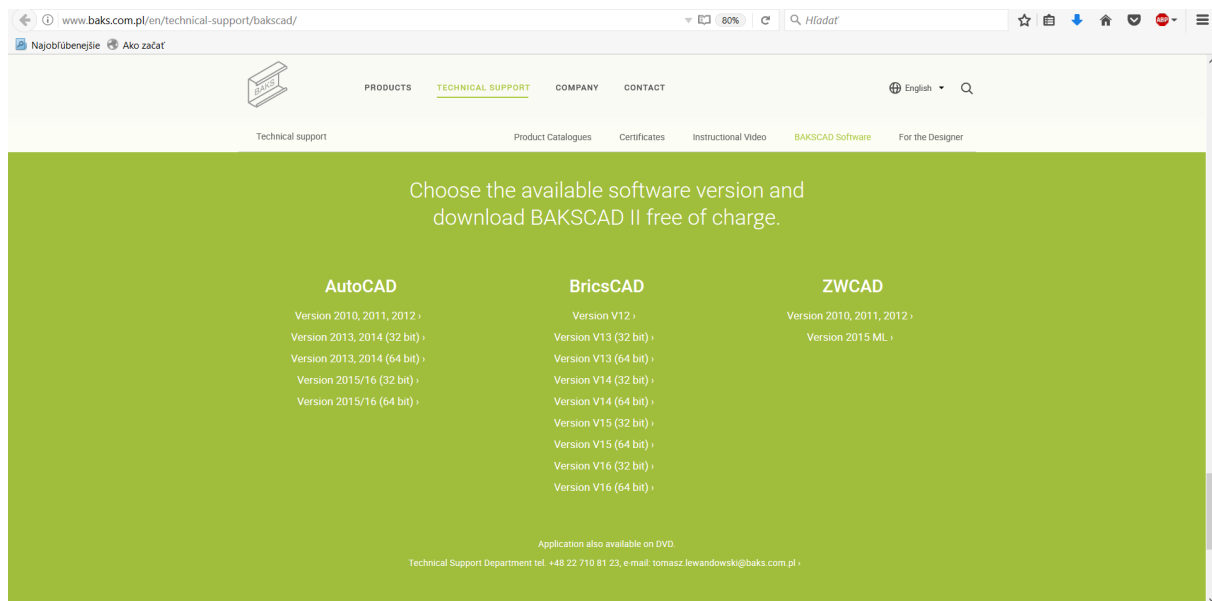 www.baks.com.pl/en/technical-support/bakscad/
80%
Hľadať
ABP
Najobľúbenejšie Ako začať
BAKS
PRODUCTS TECHNICAL SUPPORT COMPANY CONTACT
English
Technical support
Product Catalogues Certificates Instructional Video BAKSCAD Software For the Designer
Choose the available software version and
download BAKSCAD II free of charge.
AutoCAD
Version 2010, 2011, 2012 ›
Version 2013, 2014 (32 bit) ›
Version 2013, 2014 (64 bit) ›
Version 2015/16 (32 bit) ›
Version 2015/16 (64 bit) ›
BricsCAD
Version V12 ›
Version V13 (32 bit) ›
Version V13 (64 bit) ›
Version V14 (32 bit) ›
Version V14 (64 bit) ›
Version V15 (32 bit) ›
Version V15 (64 bit) ›
Version V16 (32 bit) ›
Version V16 (64 bit) ›
ZWCAD
Version 2010, 2011, 2012 ›
Version 2015 ML ›
Application also available on DVD.
Technical Support Department tel. +48 22 710 81 23, e-mail: tomasz.lewandowski@baks.com.pl ›